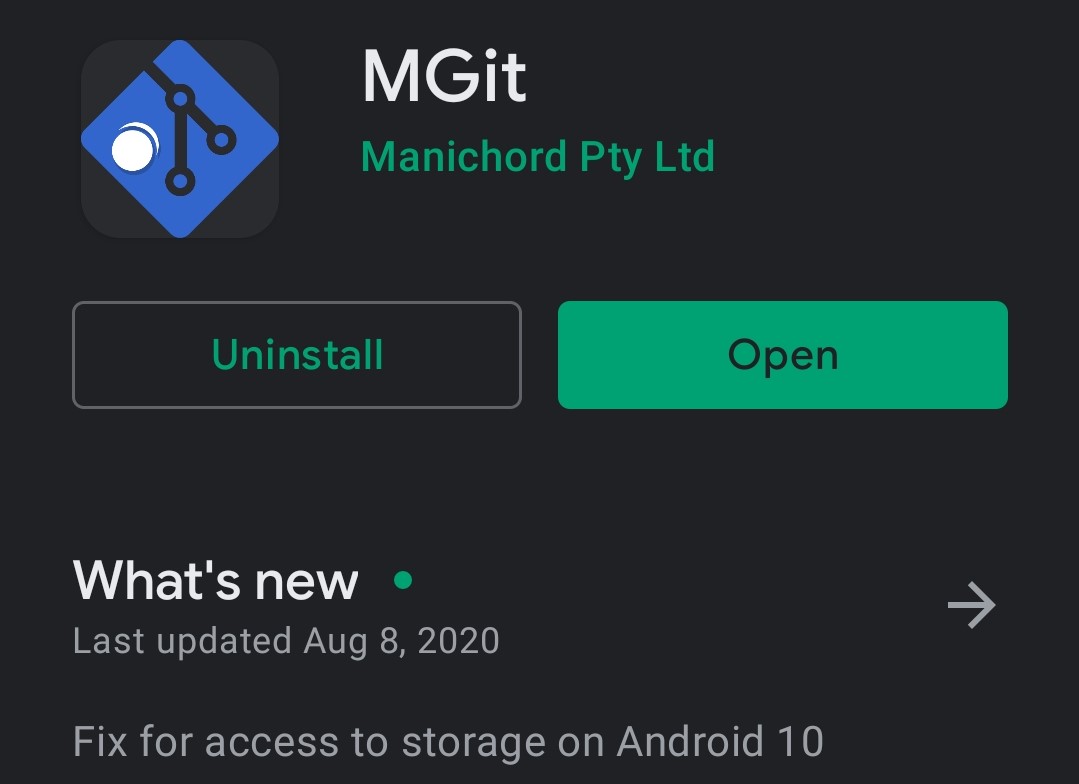 MGit
Manichord Pty Ltd
Uninstall
Open
What's new
Last updated Aug 8, 2020
Fix for access to storage on Android 10